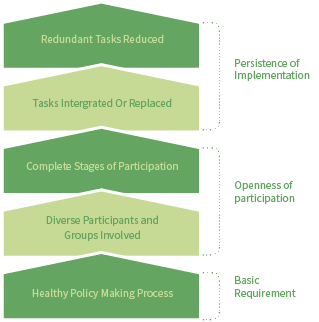 Redundant Tasks Reduced
Persistence of
Implementation
Tasks Intergrated Or Replaced
Complete Stages of Participation
Openness of
participation
Diverse Participants and
Groups Involved
Basic
Requirement
Healthy Policy Making Process